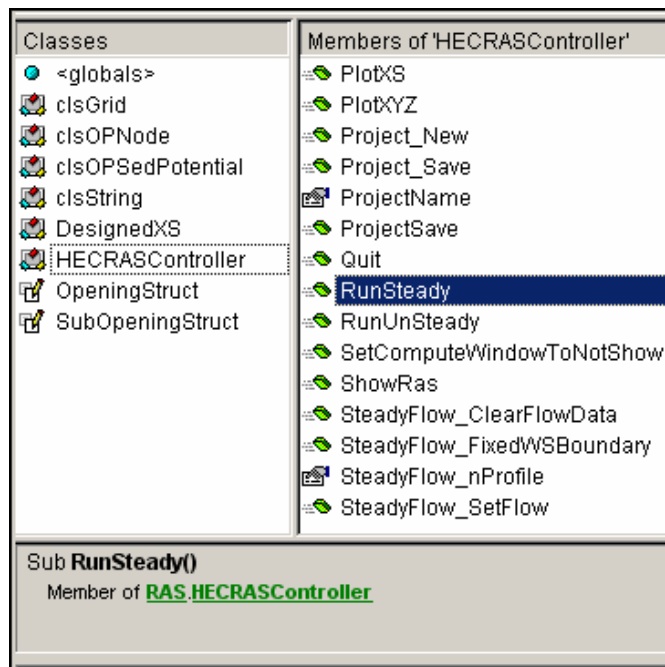 Classes
<globals>
clsGrid
clsOPNode
clsOPSedPotential
clsString
DesignedXS
HECRASController
OpeningStruct
SubOpeningStruct
Members of 'HECRASController'
PlotXS
PlotXYZ
Project_New
Project_Save
ProjectName
ProjectSave
Quit
RunSteady
RunUnSteady
SetComputeWindowToNotShow
ShowRas
SteadyFlow_ClearFlowData
SteadyFlow_FixedWSBoundary
SteadyFlow_nProfile
SteadyFlow_SetFlow
Sub RunSteady()
Member of RAS.HECRASController